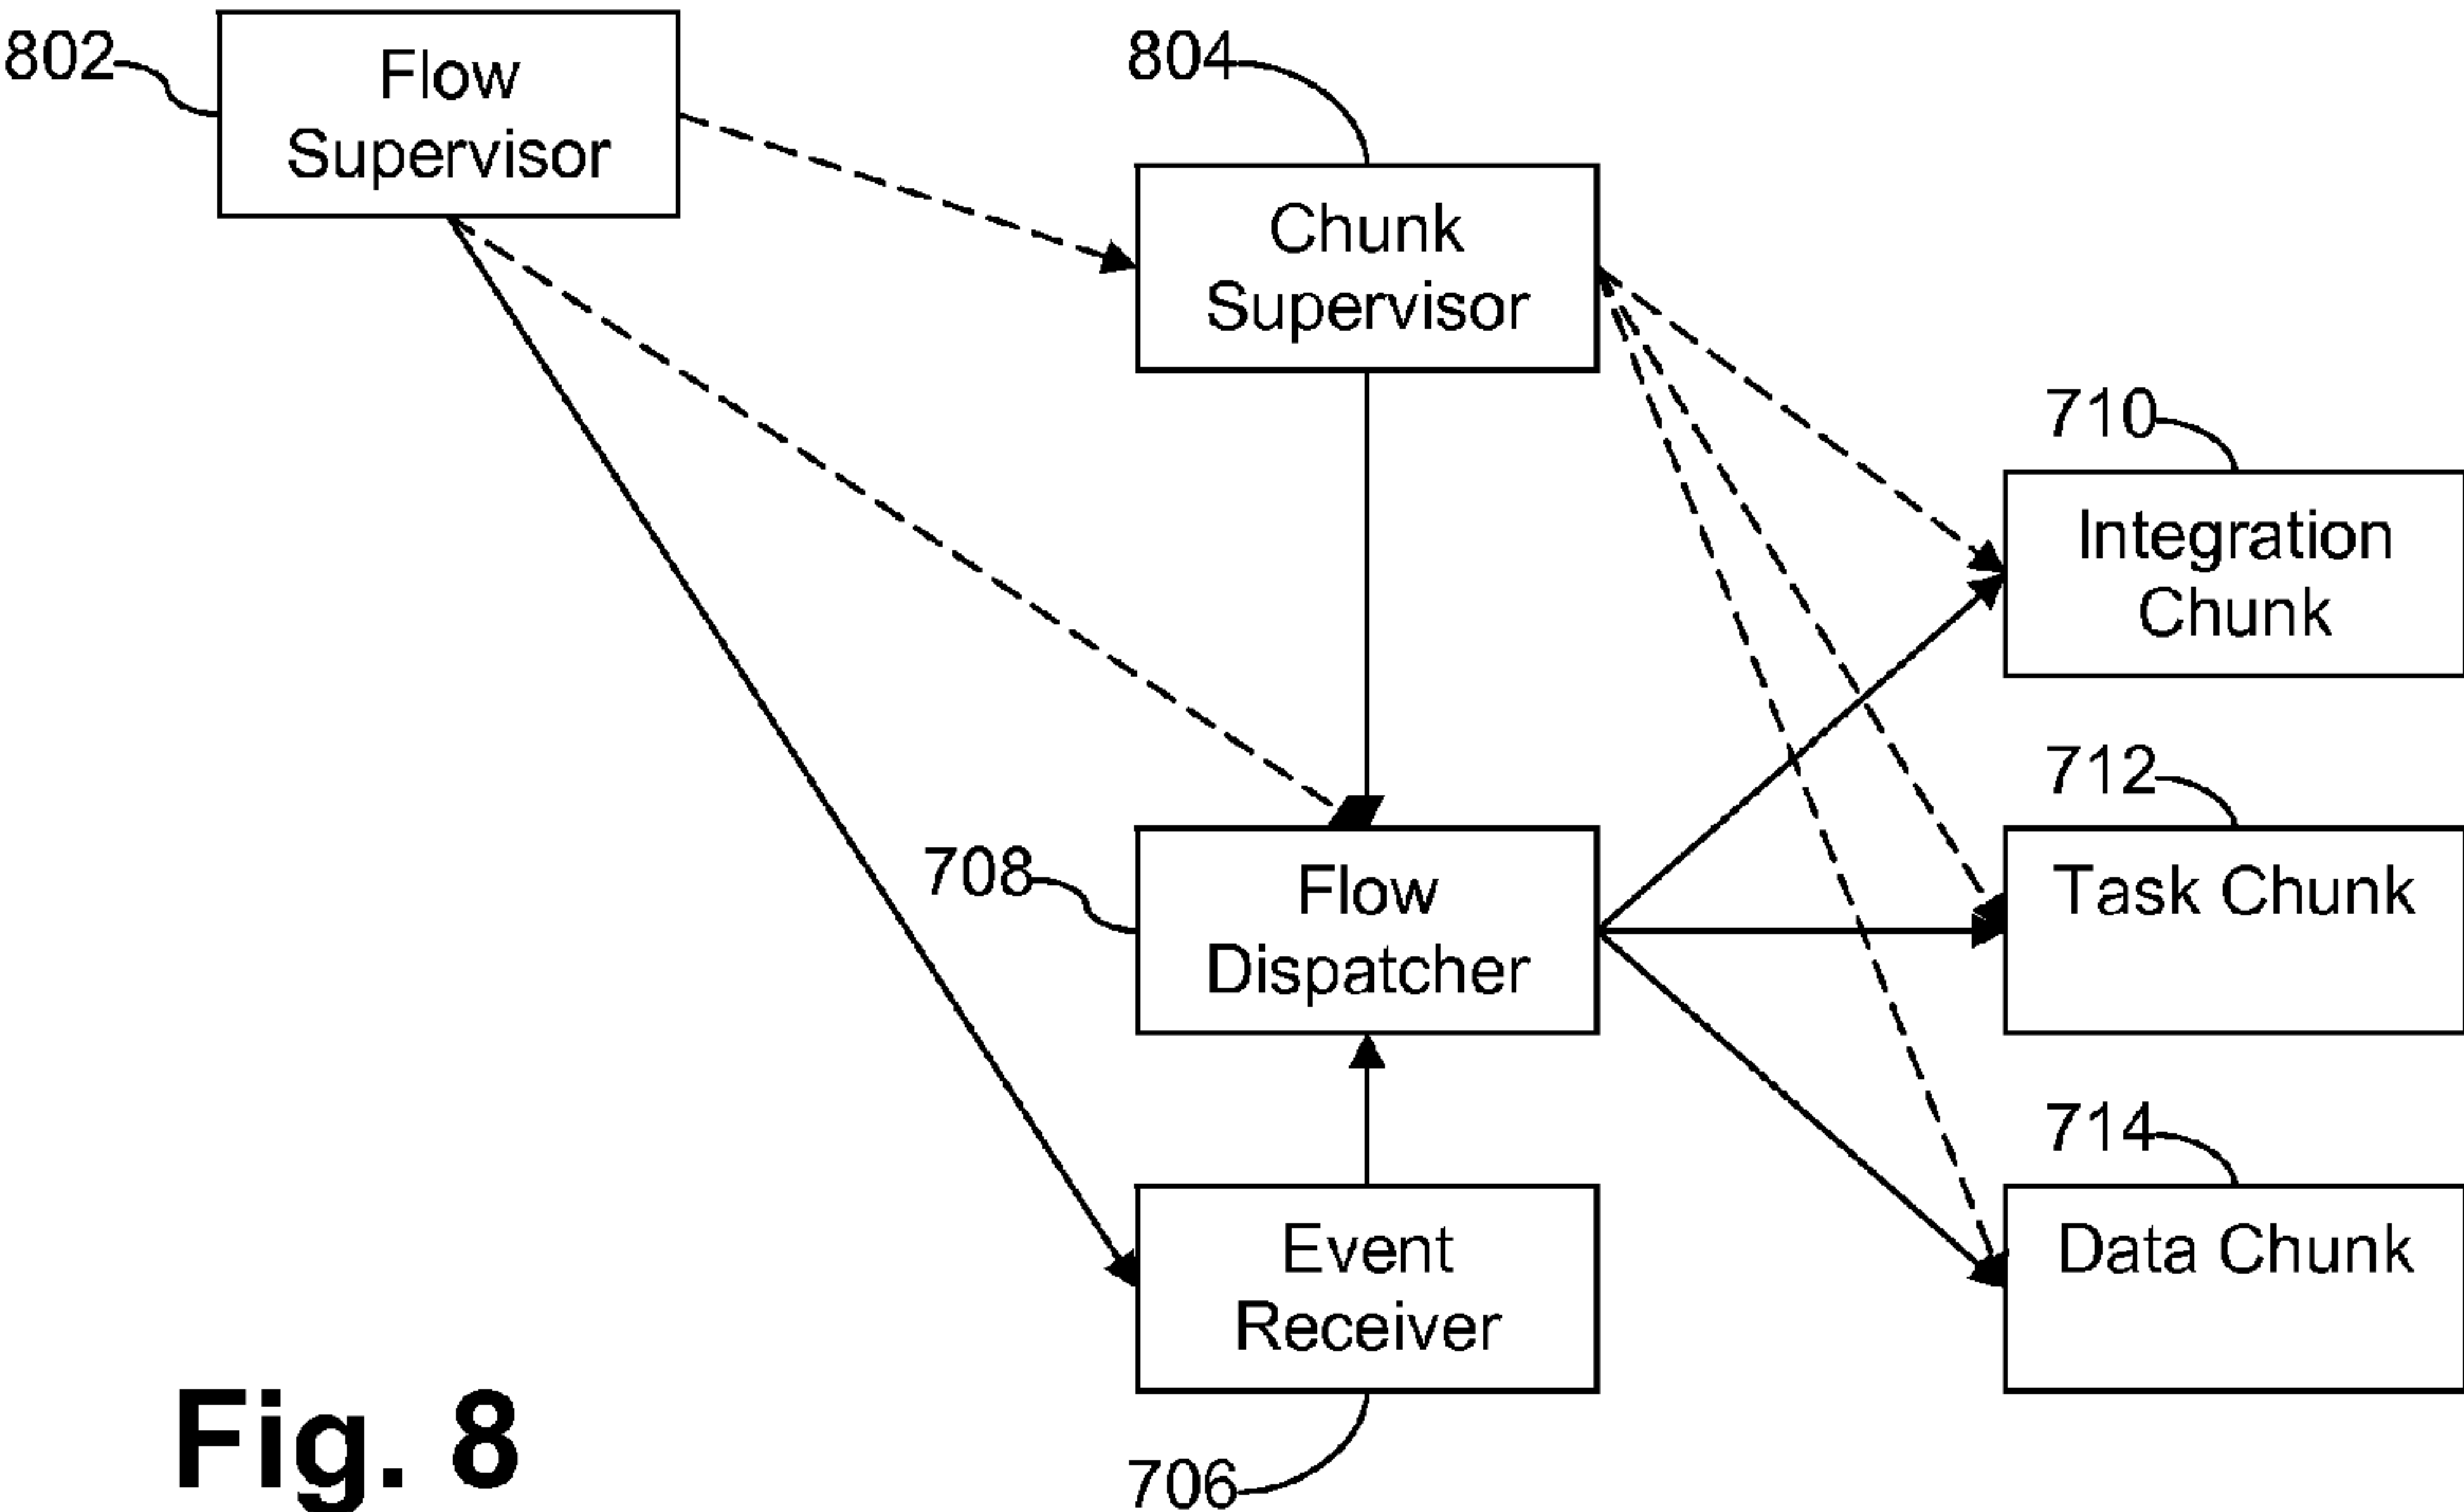 802
Flow
Supervisor
804
Chunk
Supervisor
710
Integration
Chunk
712
Task Chunk
708
Flow
Dispatcher
714
Data Chunk
Event
Receiver
706
Fig. 8